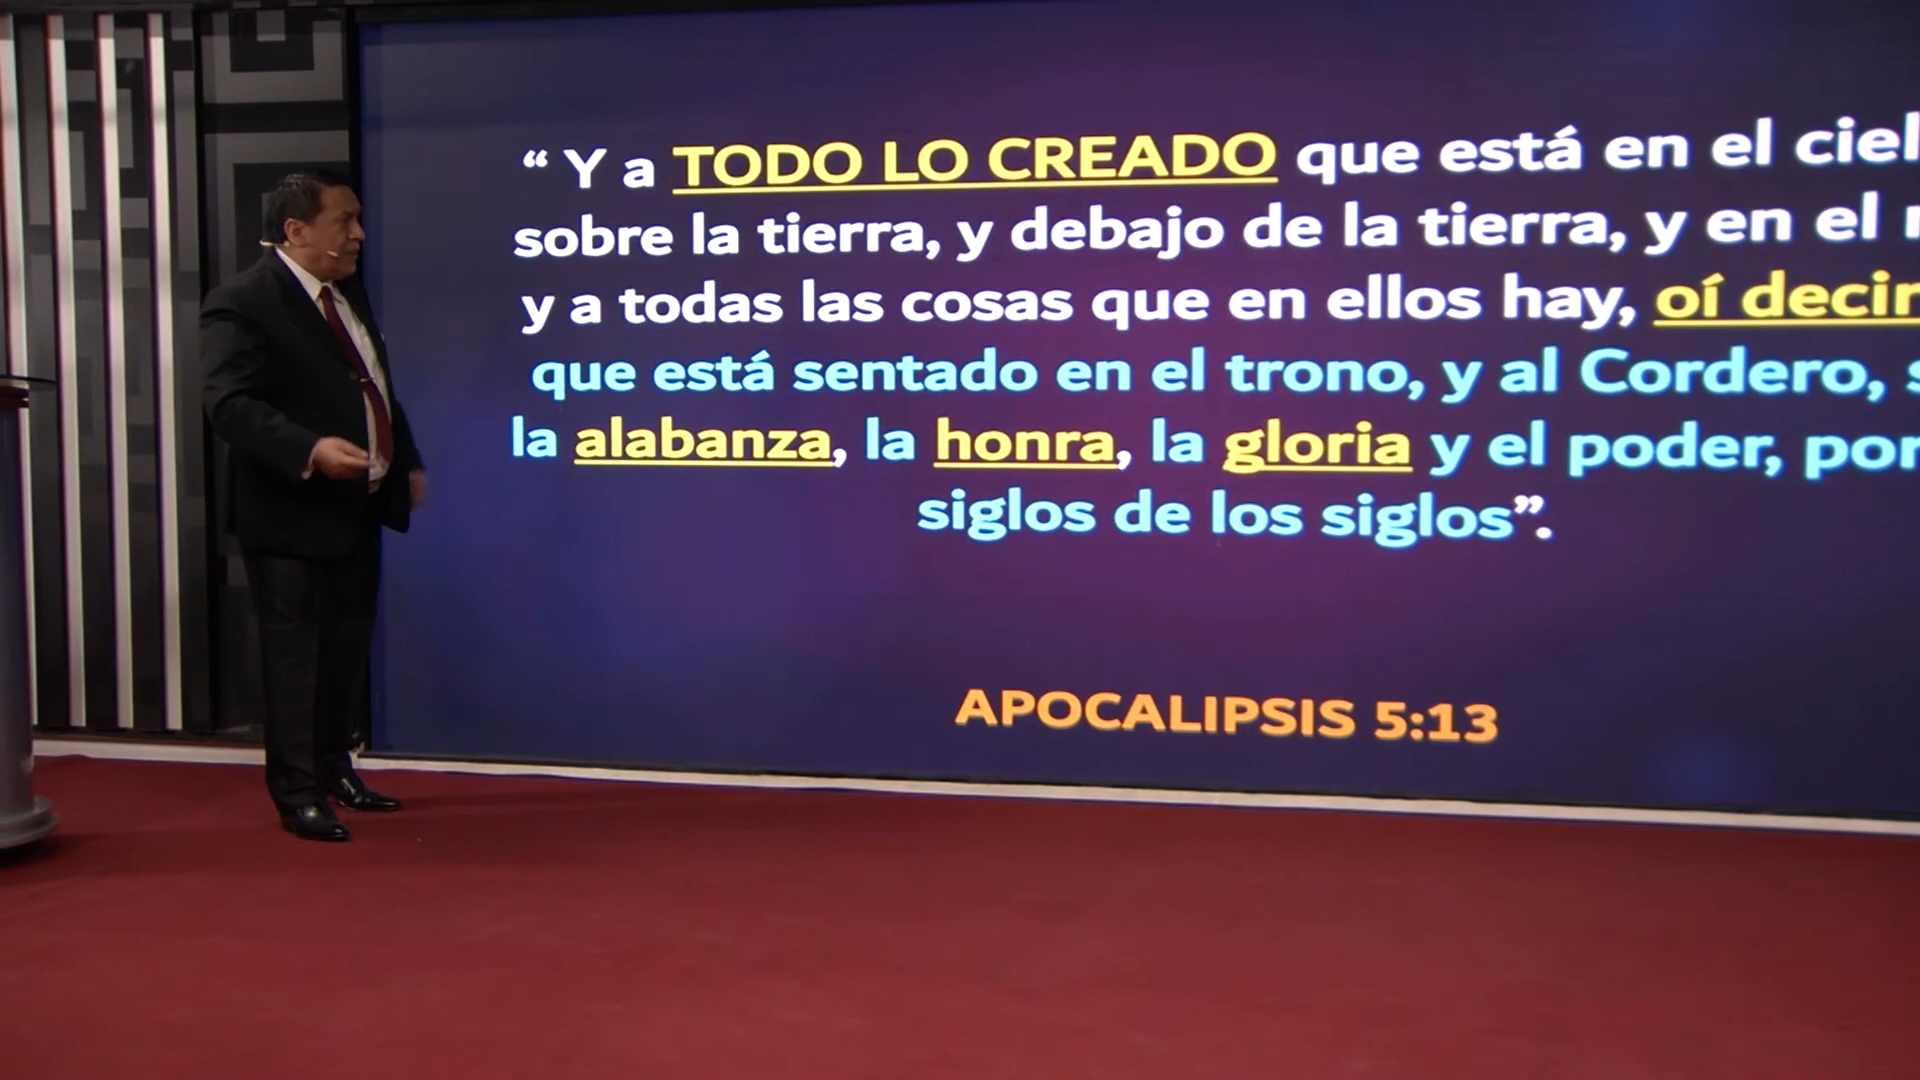 “ Y a TODO LO CREADO que está en el ciel
sobre la tierra, y debajo de la tierra, y en el
y a todas las cosas que en ellos hay, oí decir
que está sentado en el trono, y al Cordero,
la alabanza, la honra, la gloria y el poder, por
siglos de los siglos”.
APOCALIPSIS 5:13